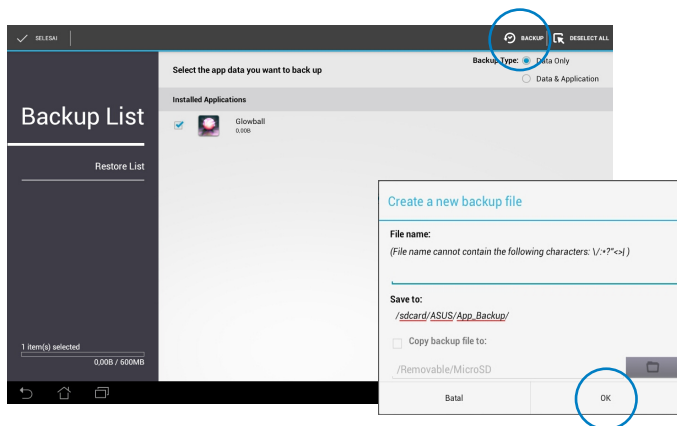 SELESAI
BACKUP
DESELECT ALL
Select the app data you want to back up
Backup Type:
Data Only
Data & Application
Installed Applications
Backup List
Glowball
0,00B
Restore List
1 item(s) selected
0,00B / 600MB
Create a new backup file
File name:
(File name cannot contain the following characters: \/:*?"<>| )
Save to:
/sdcard/ASUS/App_Backup/
Copy backup file to:
/Removable/MicroSD
Batal
OK